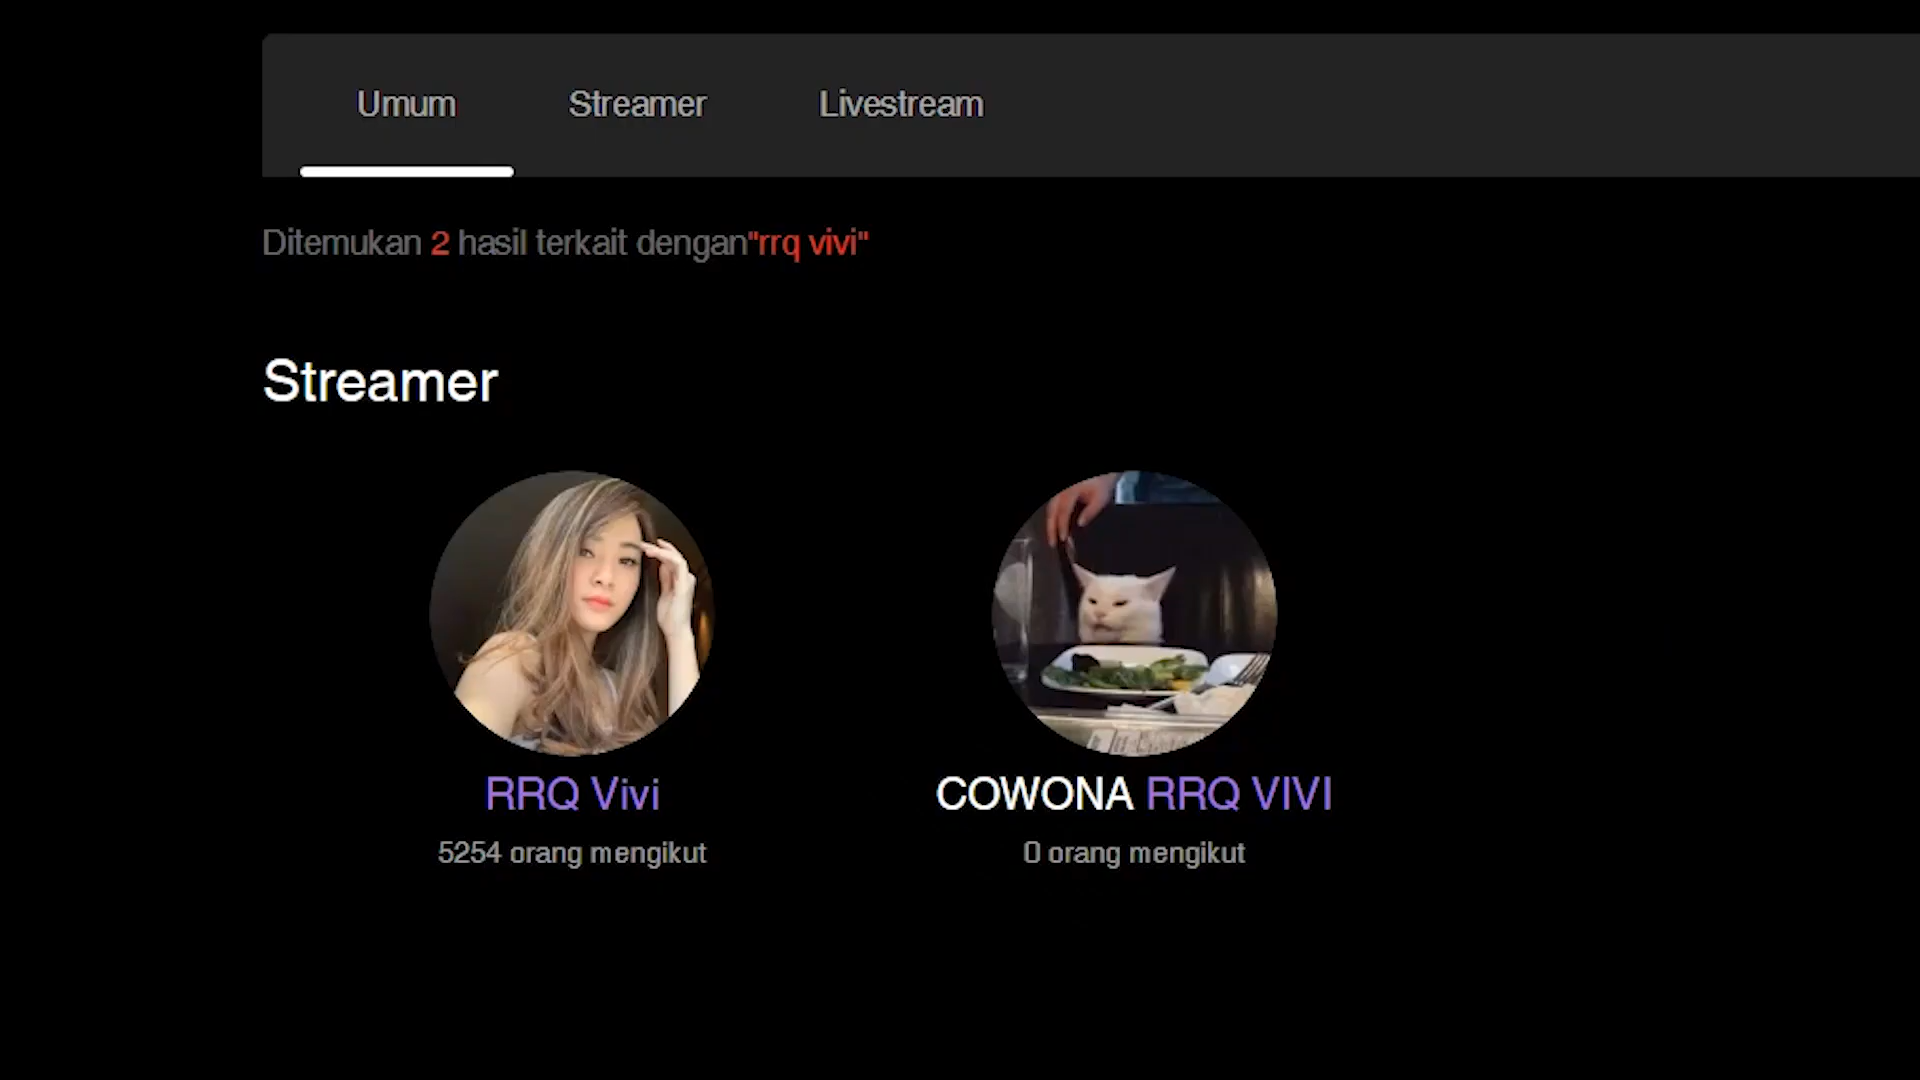 Umum Streamer Livestream
Ditemukan 2 hasil terkait dengan"rrq vivi"
Streamer
RRQ Vivi COWONA RRQ VIVI
5254 orang mengikut 0 orang mengikut